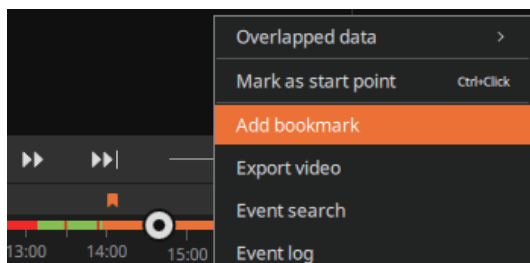 Overlapped data
Mark as start point Ctrl+Click
Add bookmark
Export video
Event search
Event log
13:00 14:00 15:00